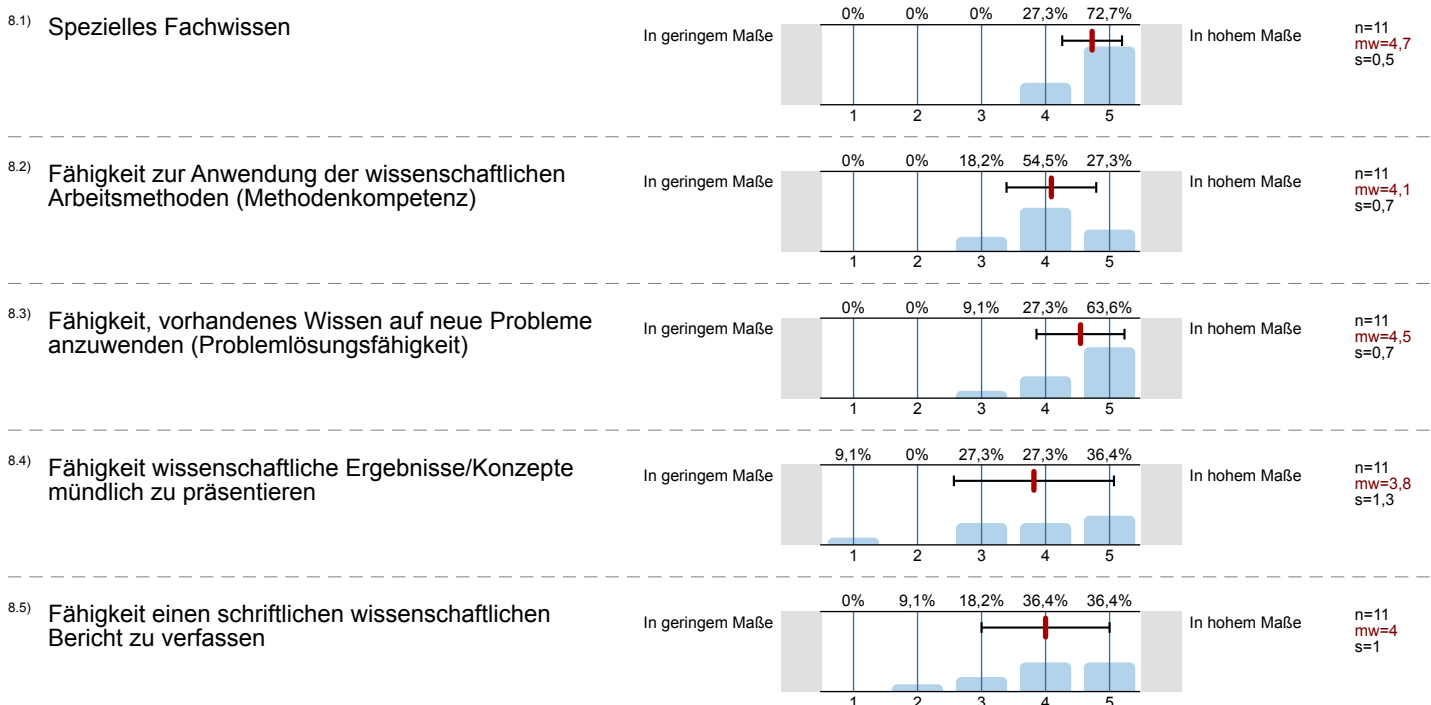 8.1) Spezielles Fachwissen
In geringem Maße
0% 0% 0% 27,3% 72,7%
1 2 3 4 5
In hohem Maße
n=11
mw=4,7
s=0,5
8.2) Fähigkeit zur Anwendung der wissenschaftlichen
Arbeitsmethoden (Methodenkompetenz)
In geringem Maße
0% 0% 18,2% 54,5% 27,3%
1 2 3 4 5
In hohem Maße
n=11
mw=4,1
s=0,7
8.3) Fähigkeit, vorhandenes Wissen auf neue Probleme
anzuwenden (Problemlösungsfähigkeit)
In geringem Maße
0% 0% 9,1% 27,3% 63,6%
1 2 3 4 5
In hohem Maße
n=11
mw=4,5
s=0,7
8.4) Fähigkeit wissenschaftliche Ergebnisse/Konzepte
mündlich zu präsentieren
In geringem Maße
9,1% 0% 27,3% 27,3% 36,4%
1 2 3 4 5
In hohem Maße
n=11
mw=3,8
s=1,3
8.5) Fähigkeit einen schriftlichen wissenschaftlichen
Bericht zu verfassen
In geringem Maße
0% 9,1% 18,2% 36,4% 36,4%
1 2 3 4 5
In hohem Maße
n=11
mw=4
s=1